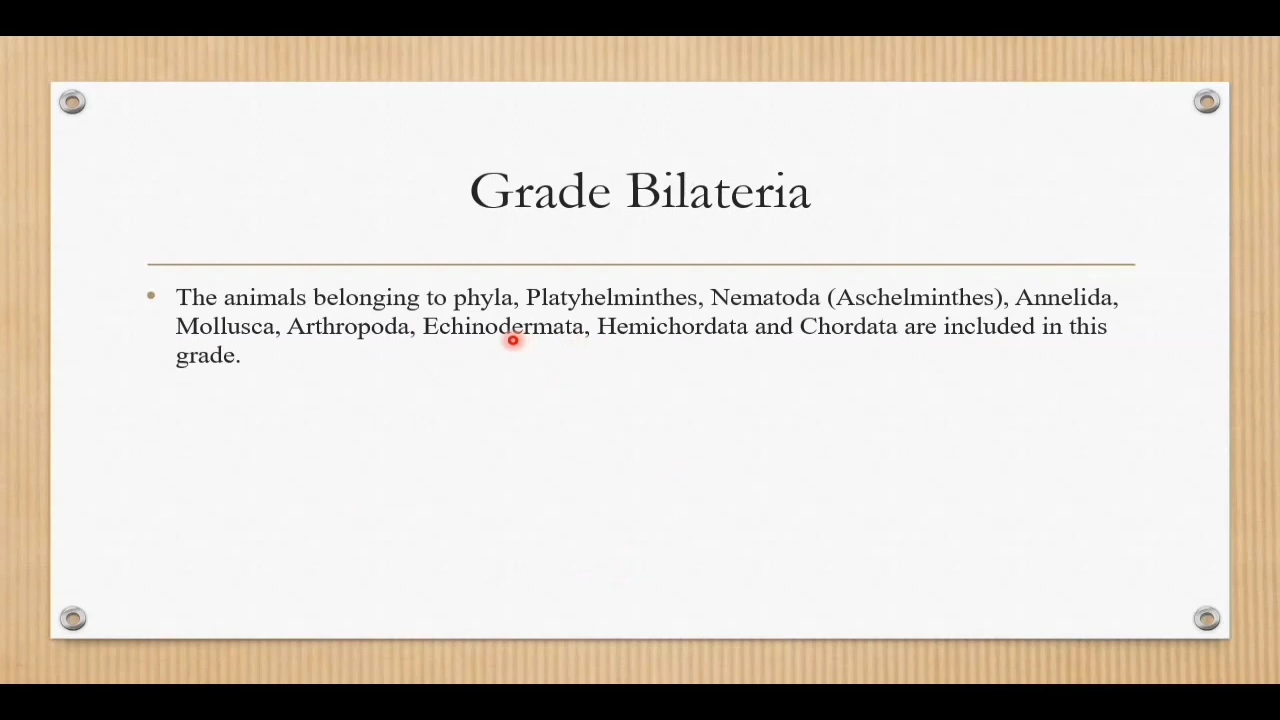 Grade Bilateria
• The animals belonging to phyla, Platyhelminthes, Nematoda (Aschelminthes), Annelida,
Mollusca, Arthropoda, Echinodermata, Hemichordata and Chordata are included in this
grade.